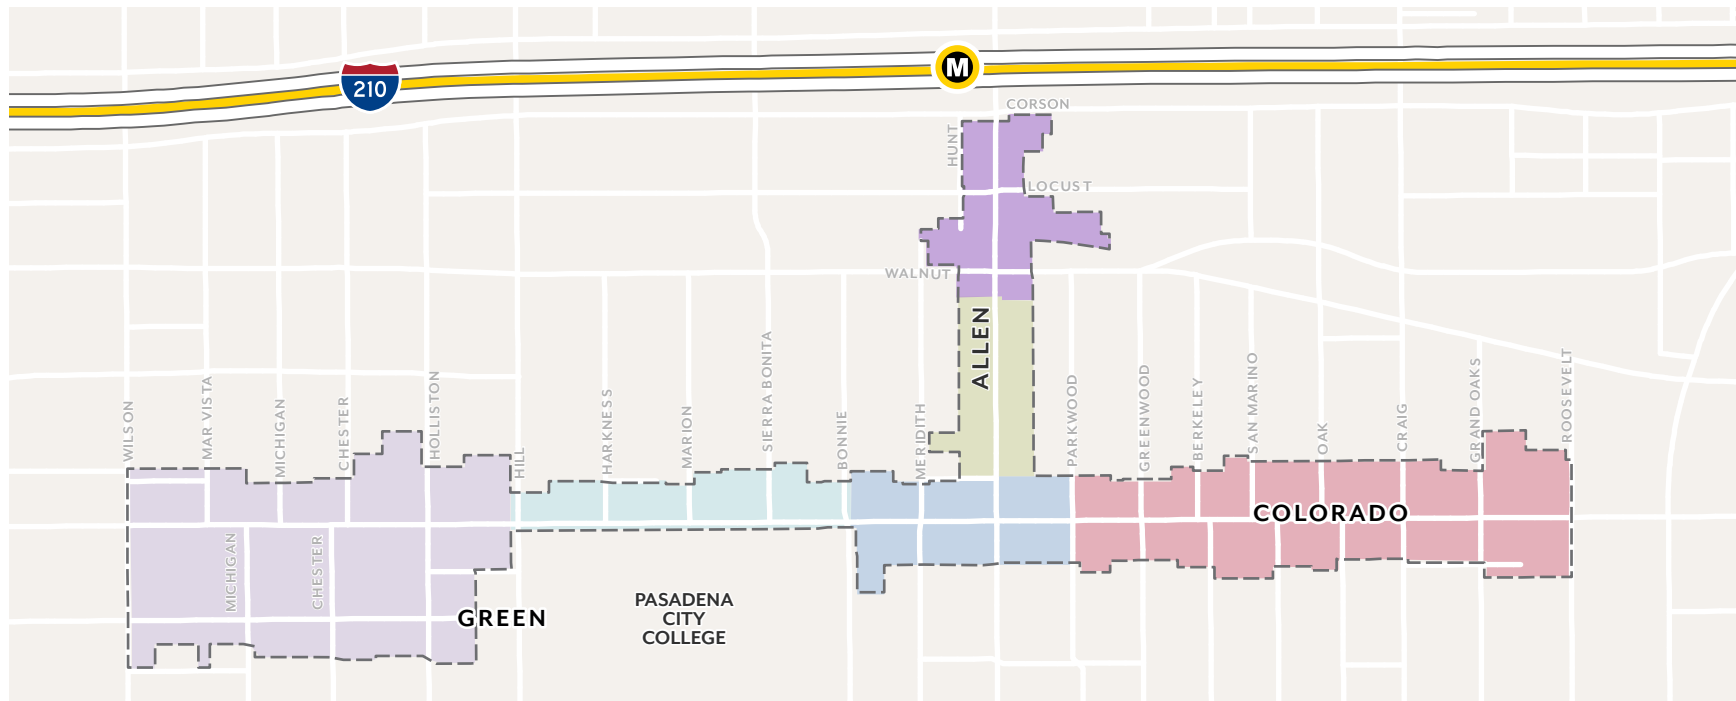 M
210
CORSON
HUNT
LOCUST
WALNUT
ALLEN
WILSON
MAR VISTA
MICHIGAN
CHESTER
HOLLISTON
HILL
HARKNESS
MARION
SIERRA BONITA
BONNIE
MERIDITH
PARKWOOD
GREENWOOD
BERKELEY
SAN MARINO
OAK
CRAIG
GRAND OAKS
ROOSEVELT
COLORADO
MICHIGAN
CHESTER
GREEN
PASADENA
CITY
COLLEGE